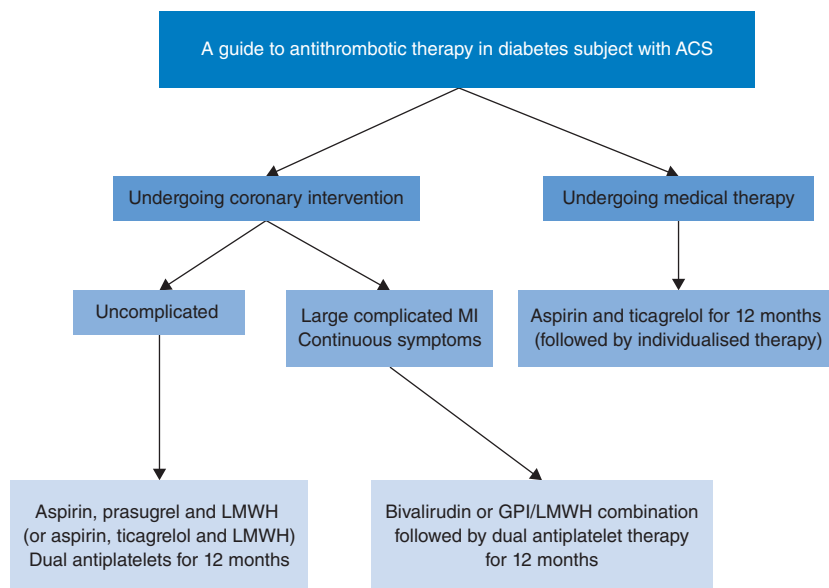 A guide to antithrombotic therapy in diabetes subject with ACS
Undergoing coronary intervention
Undergoing medical therapy
Uncomplicated
Large complicated MI
Continuous symptoms
Aspirin and ticagrelol for 12 months
(followed by individualised therapy)
Aspirin, prasugrel and LMWH
(or aspirin, ticagrelol and LMWH)
Dual antiplatelets for 12 months
Bivalirudin or GPI/LMWH combination
followed by dual antiplatelet therapy
for 12 months